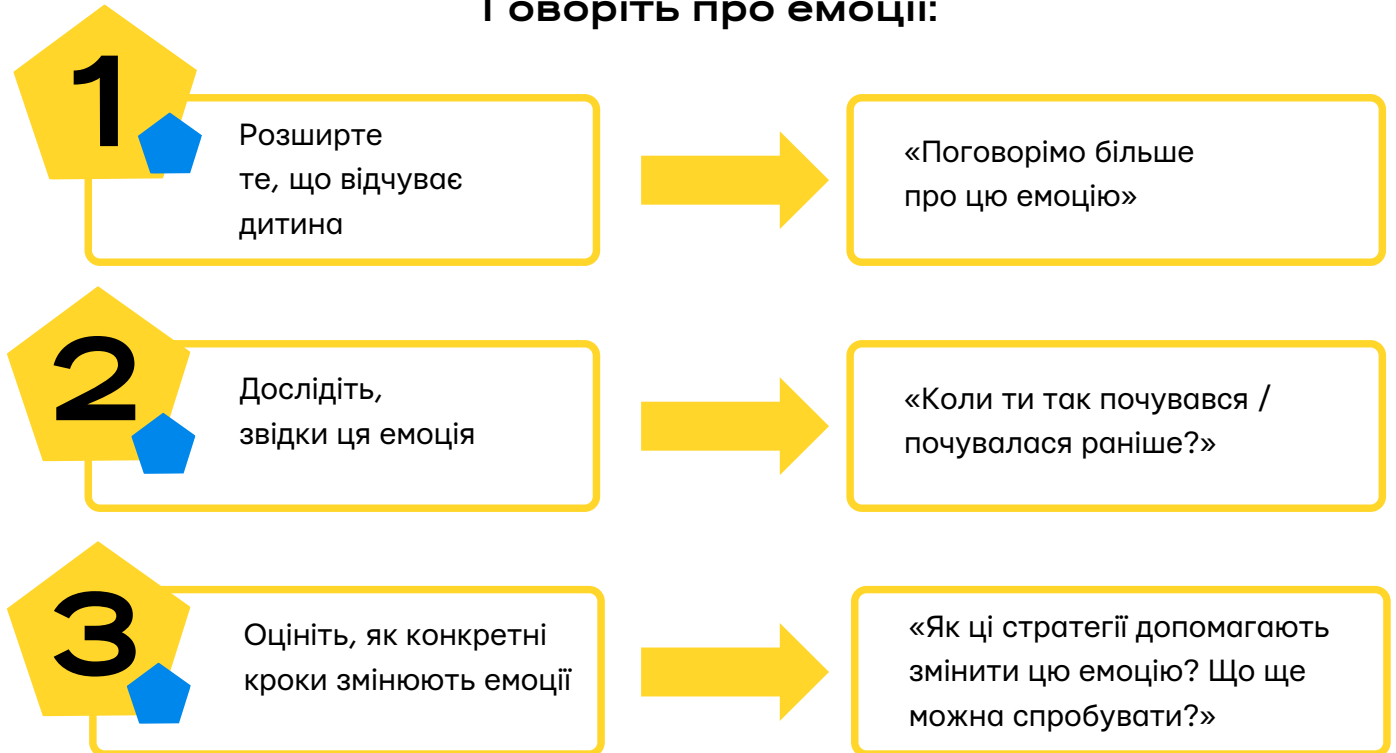 Говоріть про емоції:
1
Розширте
те, що відчуває
дитина
«Поговорімо більше
про цю емоцію»
2
Дослідіть,
звідки ця емоція
«Коли ти так почувався /
почувалася раніше?»
3
Оцініть, як конкретні
кроки змінюють емоції
«Як ці стратегії допомагають
змінити цю емоцію? Що ще
можна спробувати?»